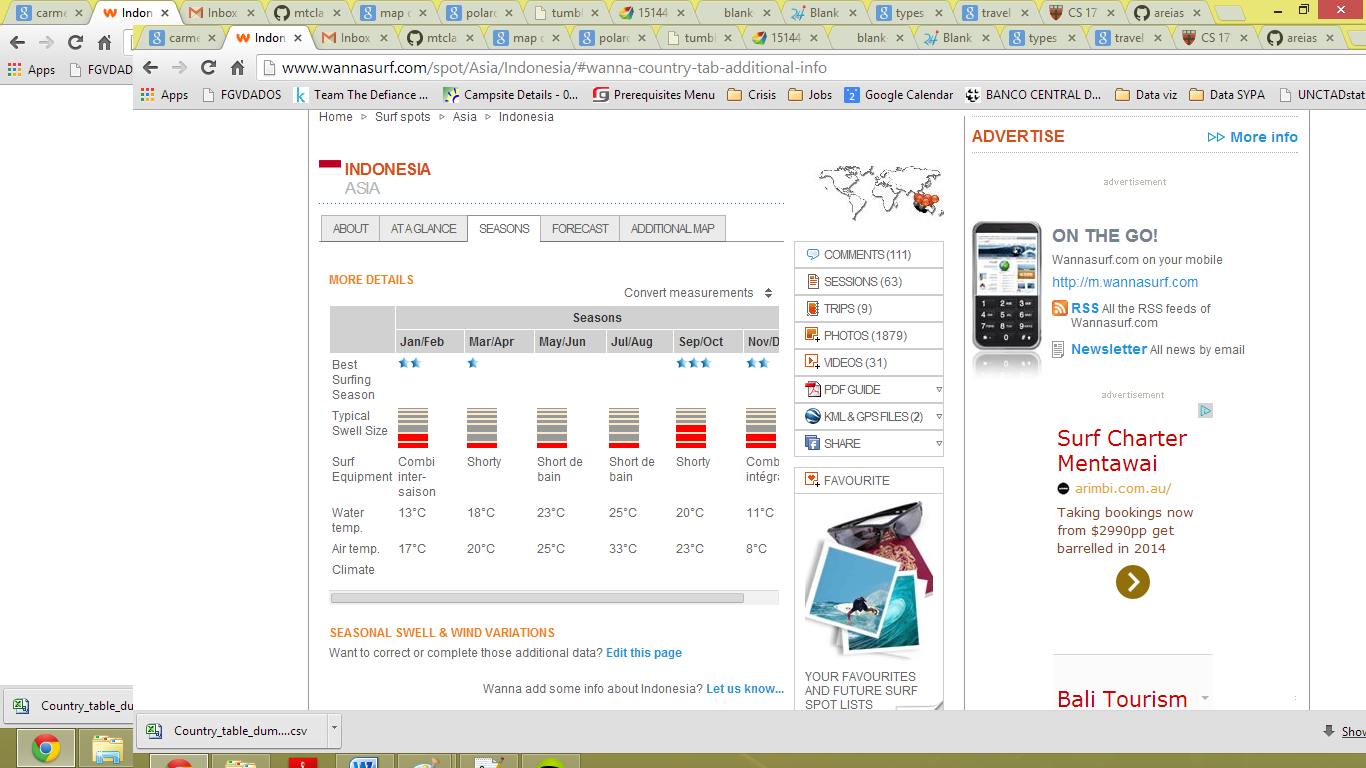 carme
Indon
Inbox
mtcla
map c
polarc
tumbl
15144
blank
Blank
types
travel
CS 17
areias
carme
Indon
Inbox
mtcla
map c
polarc
tumbl
15144
blank
Blank
types
travel
CS 17
areias
www.wannasurf.com/spot/Asia/Indonesia/#wanna-country-tab-additional-info
Apps FGVDAD
Apps FGVDADOS Team The Defiance ... Campsite Details - 0... Prerequisites Menu Crisis Jobs Google Calendar BANCO CENTRAL D... Data viz Data SYPA UNCTADstat
Home Surf spots Asia Indonesia
INDONESIA
ASIA
ABOUT AT A GLANCE SEASONS FORECAST ADDITIONAL MAP
MORE DETAILS
Convert measurements
Seasons
Jan/Feb Mar/Apr May/Jun Jul/Aug Sep/Oct Nov/D
Best
Surfing
Season
Typical
Swell Size
Surf
Equipment
Combi
inter-
saison
Shorty
Short de
bain
Short de
bain
Shorty
Comb
intégra
Water
temp.
13°C 18°C 23°C 25°C 20°C 11°C
Air temp. 17°C 20°C 25°C 33°C 23°C 8°C
Climate
SEASONAL SWELL & WIND VARIATIONS
Want to correct or complete those additional data? Edit this page
Wanna add some info about Indonesia? Let us know...
COMMENTS (111)
SESSIONS (63)
TRIPS (9)
PHOTOS (1879)
VIDEOS (31)
PDF GUIDE
KML & GPS FILES (2)
SHARE
FAVOURITE
YOUR FAVOURITES
AND FUTURE SURF
SPOT LISTS
ADVERTISE More info
advertisement
ON THE GO!
Wannasurf.com on your mobile
http://m.wannasurf.com
RSS All the RSS feeds of
Wannasurf.com
Newsletter All news by email
advertisement
Surf Charter
Mentawai
arimbi.com.au/
Taking bookings now
from $2990pp get
barrelled in 2014
Bali Tourism
Country_table_du
Country_table_dum....csv
Show